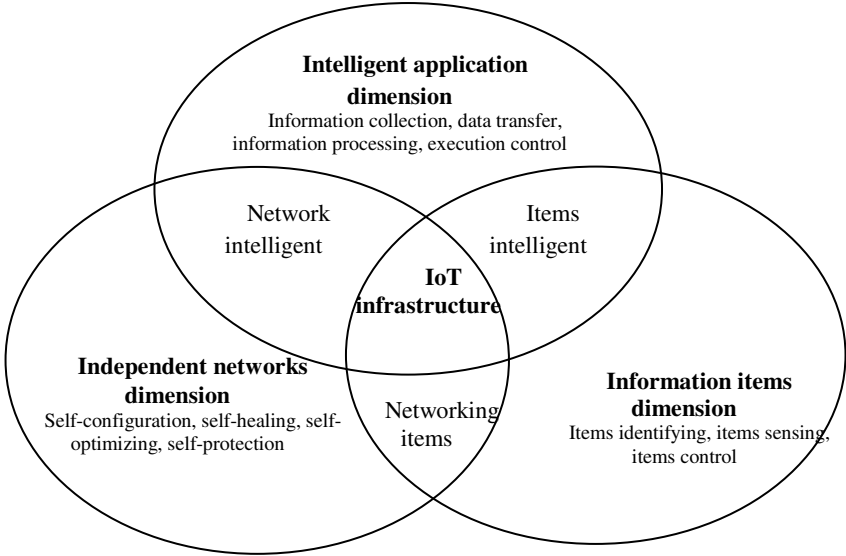 Intelligent application
dimension
Information collection, data transfer,
information processing, execution control
Network
intelligent
Items
intelligent
IoT
infrastructure
Independent networks
dimension
Self-configuration, self-healing, self-
optimizing, self-protection
Information items
dimension
Items identifying, items sensing,
items control
Networking
items